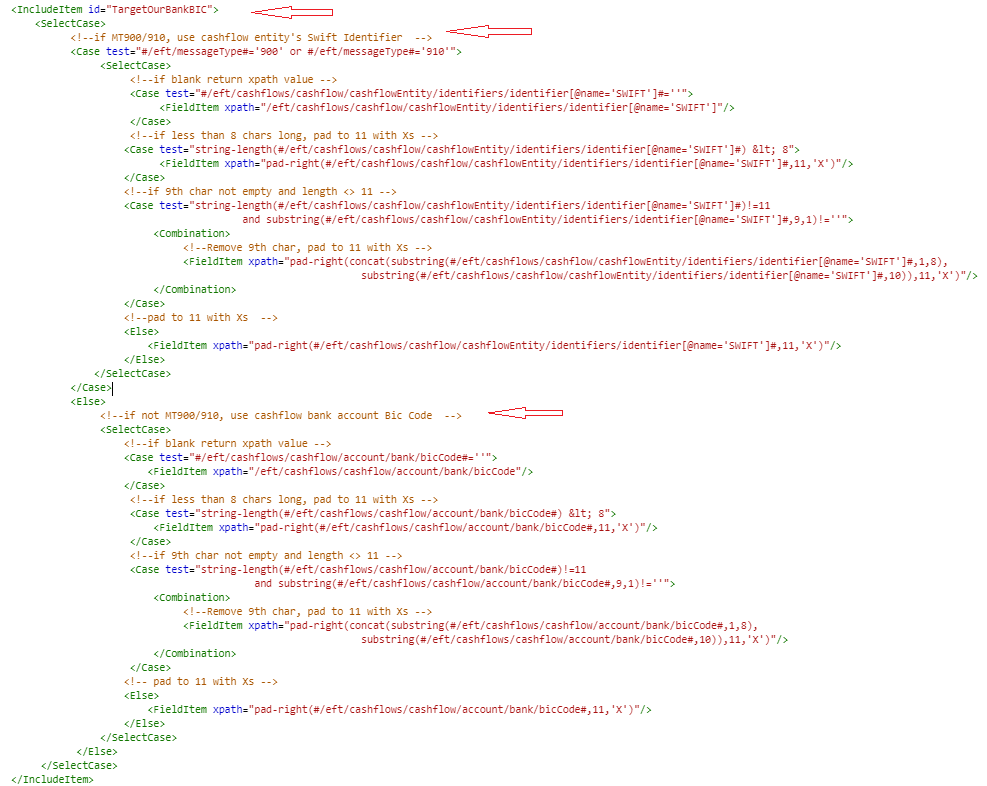 <IncludeItem id="TargetOurBankBIC">
<SelectCase>
<!--if MT900/910, use cashflow entity's Swift Identifier  -->
<Case test="#/eft/messageType#='900' or #/eft/messageType#='910'">
<SelectCase>
<!--if blank return xpath value -->
<Case test="#/eft/cashflows/cashflow/cashflowEntity/identifiers/identifier[@name='SWIFT']#=''">
<FieldItem xpath="/eft/cashflows/cashflow/cashflowEntity/identifiers/identifier[@name='SWIFT']"/>
</Case>
<!--if less than 8 chars long, pad to 11 with Xs -->
<Case test="string-length(#/eft/cashflows/cashflow/cashflowEntity/identifiers/identifier[@name='SWIFT']#) &lt; 8">
<FieldItem xpath="pad-right(#/eft/cashflows/cashflow/cashflowEntity/identifiers/identifier[@name='SWIFT']#,11,'X')"/>
</Case>
<!--if 9th char not empty and length <> 11 -->
<Case test="string-length(#/eft/cashflows/cashflow/cashflowEntity/identifiers/identifier[@name='SWIFT']#)!=11
and substring(#/eft/cashflows/cashflow/cashflowEntity/identifiers/identifier[@name='SWIFT']#,9,1)!=''">
<Combination>
<!--Remove 9th char, pad to 11 with Xs -->
<FieldItem xpath="pad-right(concat(substring(#/eft/cashflows/cashflow/cashflowEntity/identifiers/identifier[@name='SWIFT']#,1,8),
substring(#/eft/cashflows/cashflow/cashflowEntity/identifiers/identifier[@name='SWIFT']#,10)),11,'X')"/>
</Combination>
</Case>
<!--pad to 11 with Xs  -->
<Else>
<FieldItem xpath="pad-right(#/eft/cashflows/cashflow/cashflowEntity/identifiers/identifier[@name='SWIFT']#,11,'X')"/>
</Else>
</SelectCase>
</Case>
<Else>
<!--if not MT900/910, use cashflow bank account Bic Code  -->
<SelectCase>
<!--if blank return xpath value -->
<Case test="#/eft/cashflows/cashflow/account/bank/bicCode#=''">
<FieldItem xpath="/eft/cashflows/cashflow/account/bank/bicCode"/>
</Case>
<!--if less than 8 chars long, pad to 11 with Xs -->
<Case test="string-length(#/eft/cashflows/cashflow/account/bank/bicCode#) &lt; 8">
<FieldItem xpath="pad-right(#/eft/cashflows/cashflow/account/bank/bicCode#,11,'X')"/>
</Case>
<!--if 9th char not empty and length <> 11 -->
<Case test="string-length(#/eft/cashflows/cashflow/account/bank/bicCode#)!=11
and substring(#/eft/cashflows/cashflow/account/bank/bicCode#,9,1)!=''">
<Combination>
<!--Remove 9th char, pad to 11 with Xs -->
<FieldItem xpath="pad-right(concat(substring(#/eft/cashflows/cashflow/account/bank/bicCode#,1,8),
substring(#/eft/cashflows/cashflow/account/bank/bicCode#,10)),11,'X')"/>
</Combination>
</Case>
<!-- pad to 11 with Xs -->
<Else>
<FieldItem xpath="pad-right(#/eft/cashflows/cashflow/account/bank/bicCode#,11,'X')"/>
</Else>
</SelectCase>
</Else>
</SelectCase>
</IncludeItem>